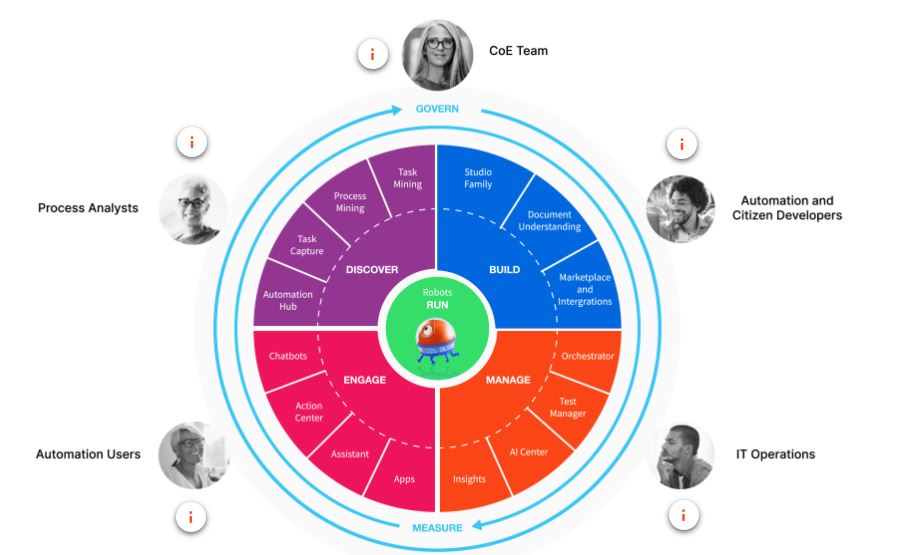 CoE Team
GOVERN
Process Analysts
Automation and
Citizen Developers
Task
Mining
Process
Mining
Task
Capture
Automation
Hub
DISCOVER
Studio
Family
Document
Understanding
Marketplace
and
Intergrations
BUILD
Robots
RUN
Chatbots
Action
Center
Assistant
Apps
ENGAGE
Orchestrator
Test
Manager
AI Center
Insights
MANAGE
Automation Users
IT Operations
MEASURE